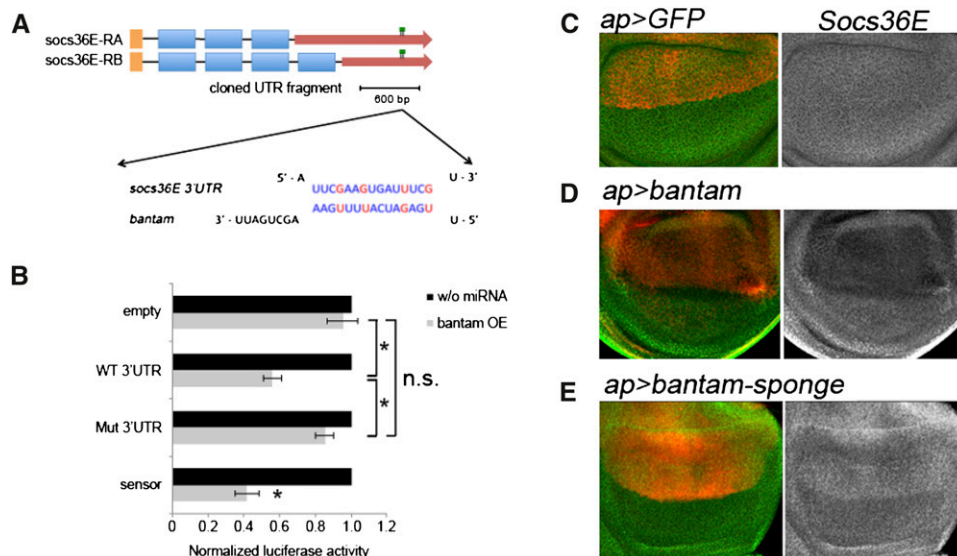 A
socs36E-RA
socs36E-RB
cloned UTR fragment
600 bp
5' - A
U - 3'
socs36E 3'UTR
UUCGAAGUGAUUUCG
AAGUUUUACUAGAGU
bantam
3' - UUAGUCGA
U - 5'
B
empty
WT 3'UTR
Mut 3'UTR
sensor
w/o miRNA
bantam OE
*
*
n.s.
*
0 0.2 0.4 0.6 0.8 1.0 1.2
Normalized luciferase activity
C
ap>GFP
Socs36E
D
ap>bantam
E
ap>bantam-sponge